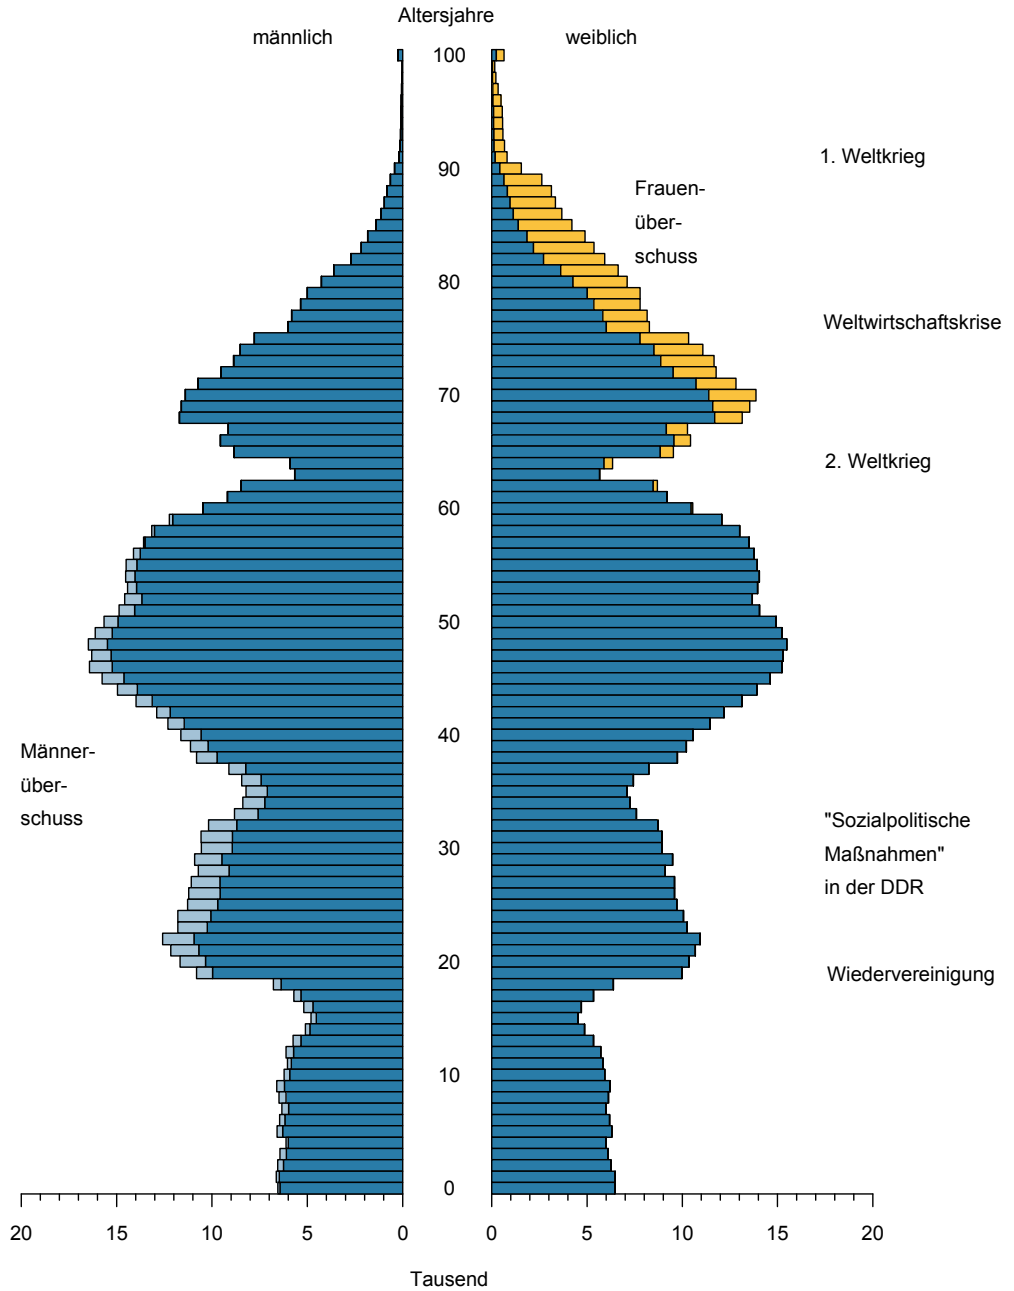 Altersjahre
männlich
weiblich
100
1. Weltkrieg
90
Frauen-
über-
schuss
80
Weltwirtschaftskrise
70
2. Weltkrieg
60
50
40
Männer-
über-
schuss
"Sozialpolitische
Maßnahmen"
in der DDR
30
20
Wiedervereinigung
10
0
20 15 10 5 0 0 5 10 15 20
Tausend